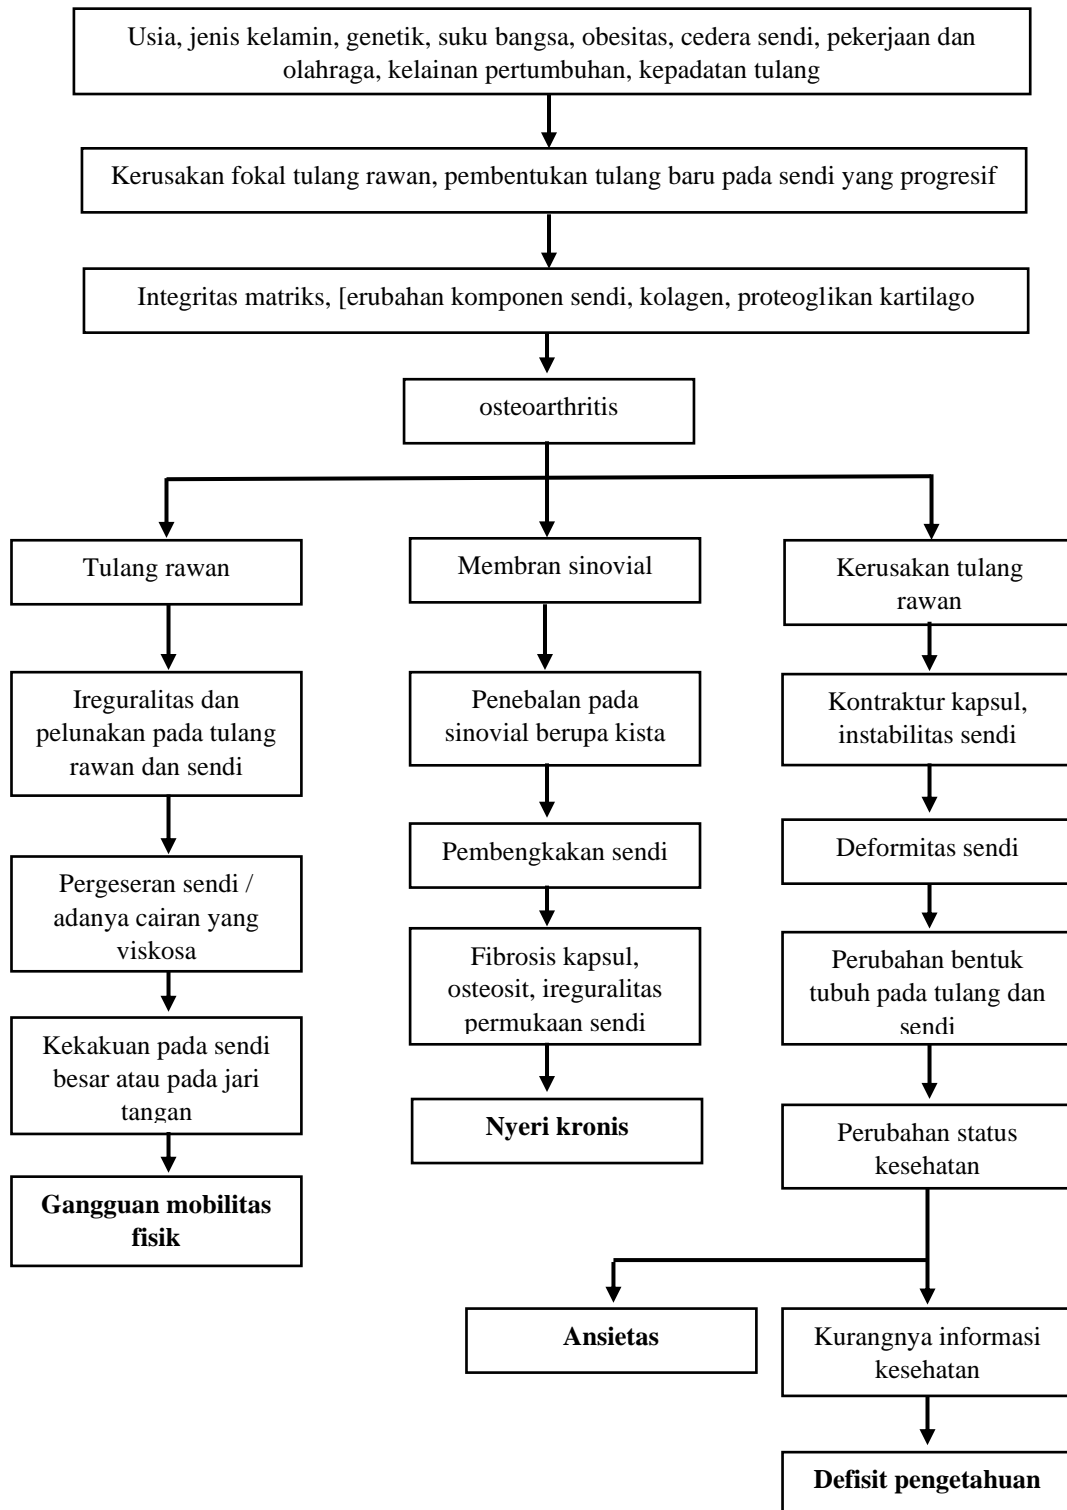 Usia, jenis kelamin, genetik, suku bangsa, obesitas, cedera sendi, pekerjaan dan
olahraga, kelainan pertumbuhan, kepadatan tulang
Kerusakan fokal tulang rawan, pembentukan tulang baru pada sendi yang progresif
Integritas matriks, [erubahan komponen sendi, kolagen, proteoglikan kartilago
osteoarthritis
Tulang rawan
Ireguralitas dan
pelunakan pada tulang
rawan dan sendi
Pergeseran sendi /
adanya cairan yang
viskosa
Kekakuan pada sendi
besar atau pada jari
tangan
Gangguan mobilitas
fisik
Membran sinovial
Penebalan pada
sinovial berupa kista
Pembengkakan sendi
Fibrosis kapsul,
osteosit, ireguralitas
permukaan sendi
Nyeri kronis
Kerusakan tulang
rawan
Kontraktur kapsul,
instabilitas sendi
Deformitas sendi
Perubahan bentuk
tubuh pada tulang dan
sendi
Perubahan status
kesehatan
Ansietas
Kurangnya informasi
kesehatan
Defisit pengetahuan